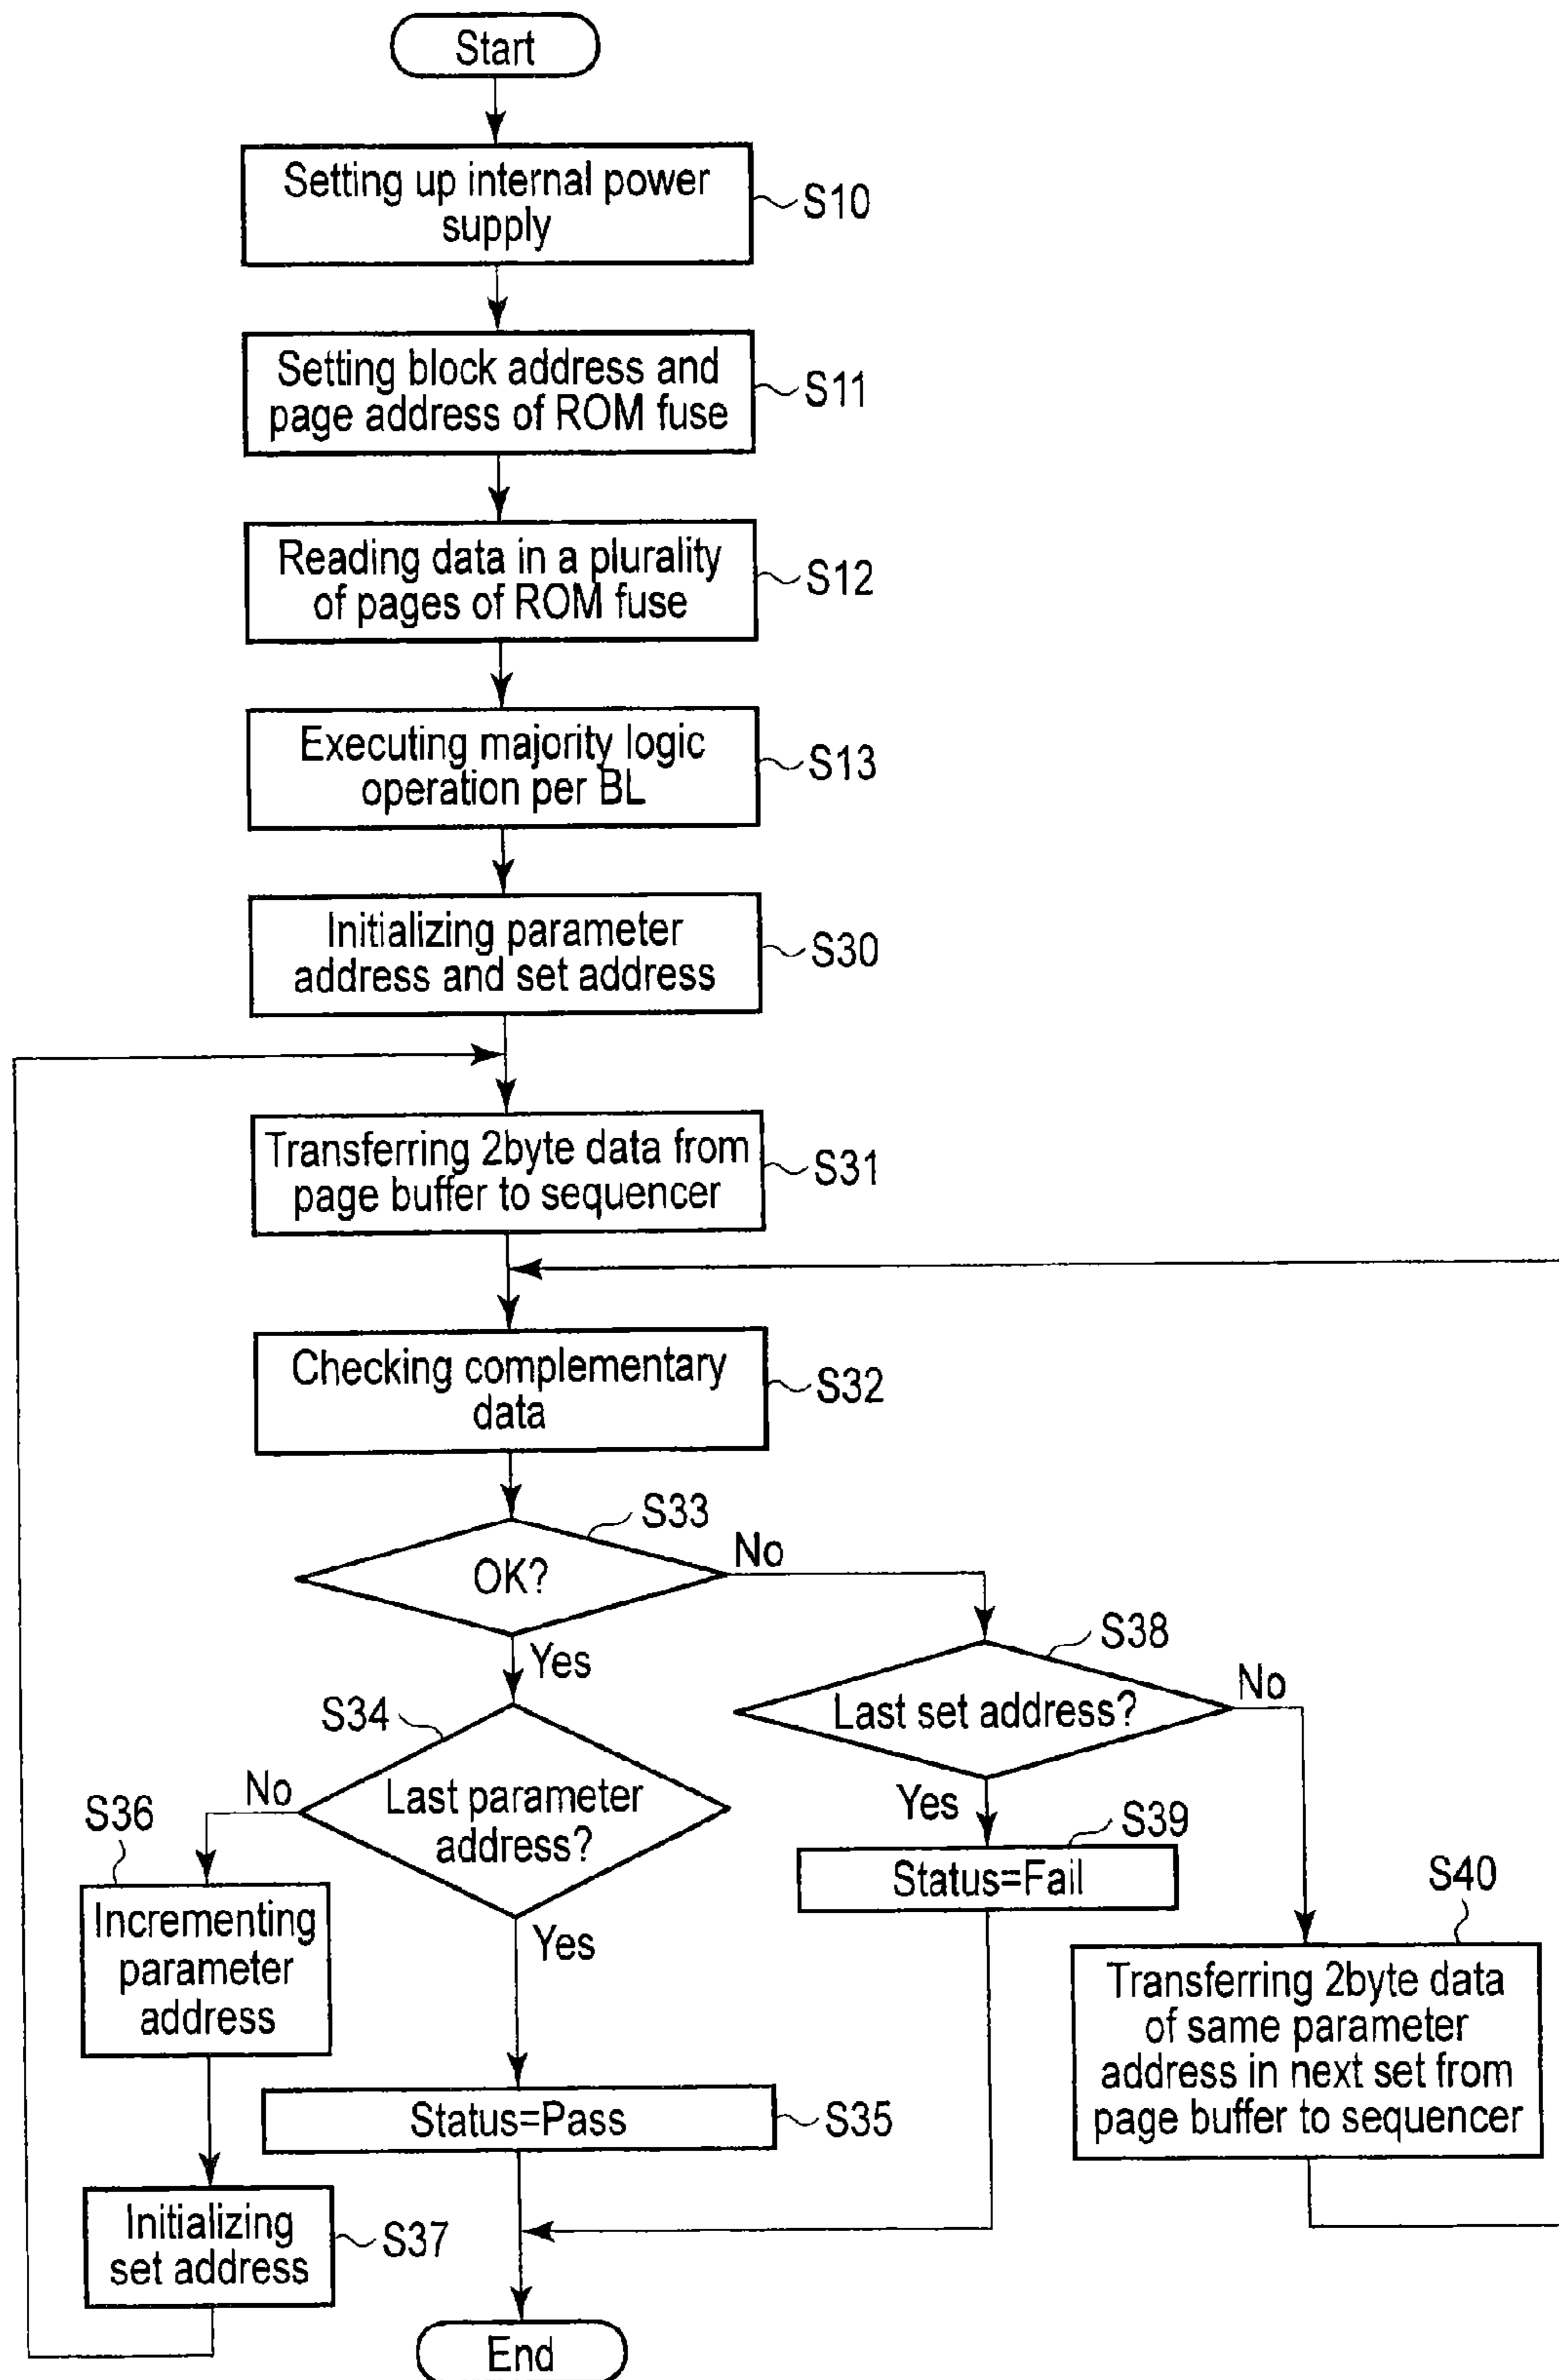 Start
Setting up internal power
supply
S10
Setting block address and
page address of ROM fuse
S11
Reading data in a plurality
of pages of ROM fuse
S12
Executing majority logic
operation per BL
S13
Initializing parameter
address and set address
S30
Transferring 2byte data from
page buffer to sequencer
S31
Checking complementary
data
S32
S33
OK?
No
Yes
S38
Last set address?
No
S34
Last parameter
address?
No
Yes
Yes
S39
Status=Fail
S36
Incrementing
parameter
address
S40
Transferring 2byte data
of same parameter
address in next set from
page buffer to sequencer
Status=Pass
S35
Initializing
set address
S37
End